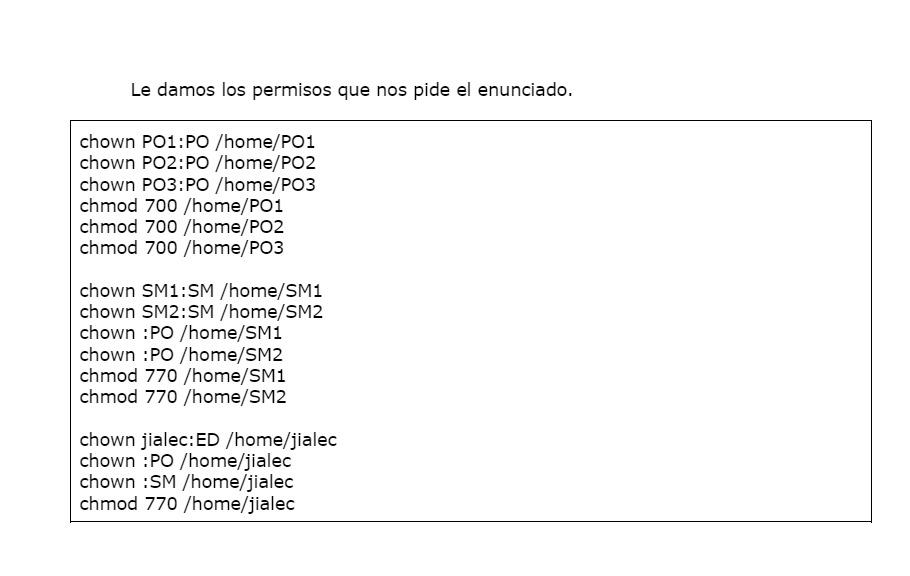 Le damos los permisos que nos pide el enunciado.
chown PO1:PO /home/PO1
chown PO2:PO /home/PO2
chown PO3:PO /home/PO3
chmod 700 /home/PO1
chmod 700 /home/PO2
chmod 700 /home/PO3
chown SM1:SM /home/SM1
chown SM2:SM /home/SM2
chown :PO /home/SM1
chown :PO /home/SM2
chmod 770 /home/SM1
chmod 770 /home/SM2
chown jialec:ED /home/jialec
chown :PO /home/jialec
chown :SM /home/jialec
chmod 770 /home/jialec